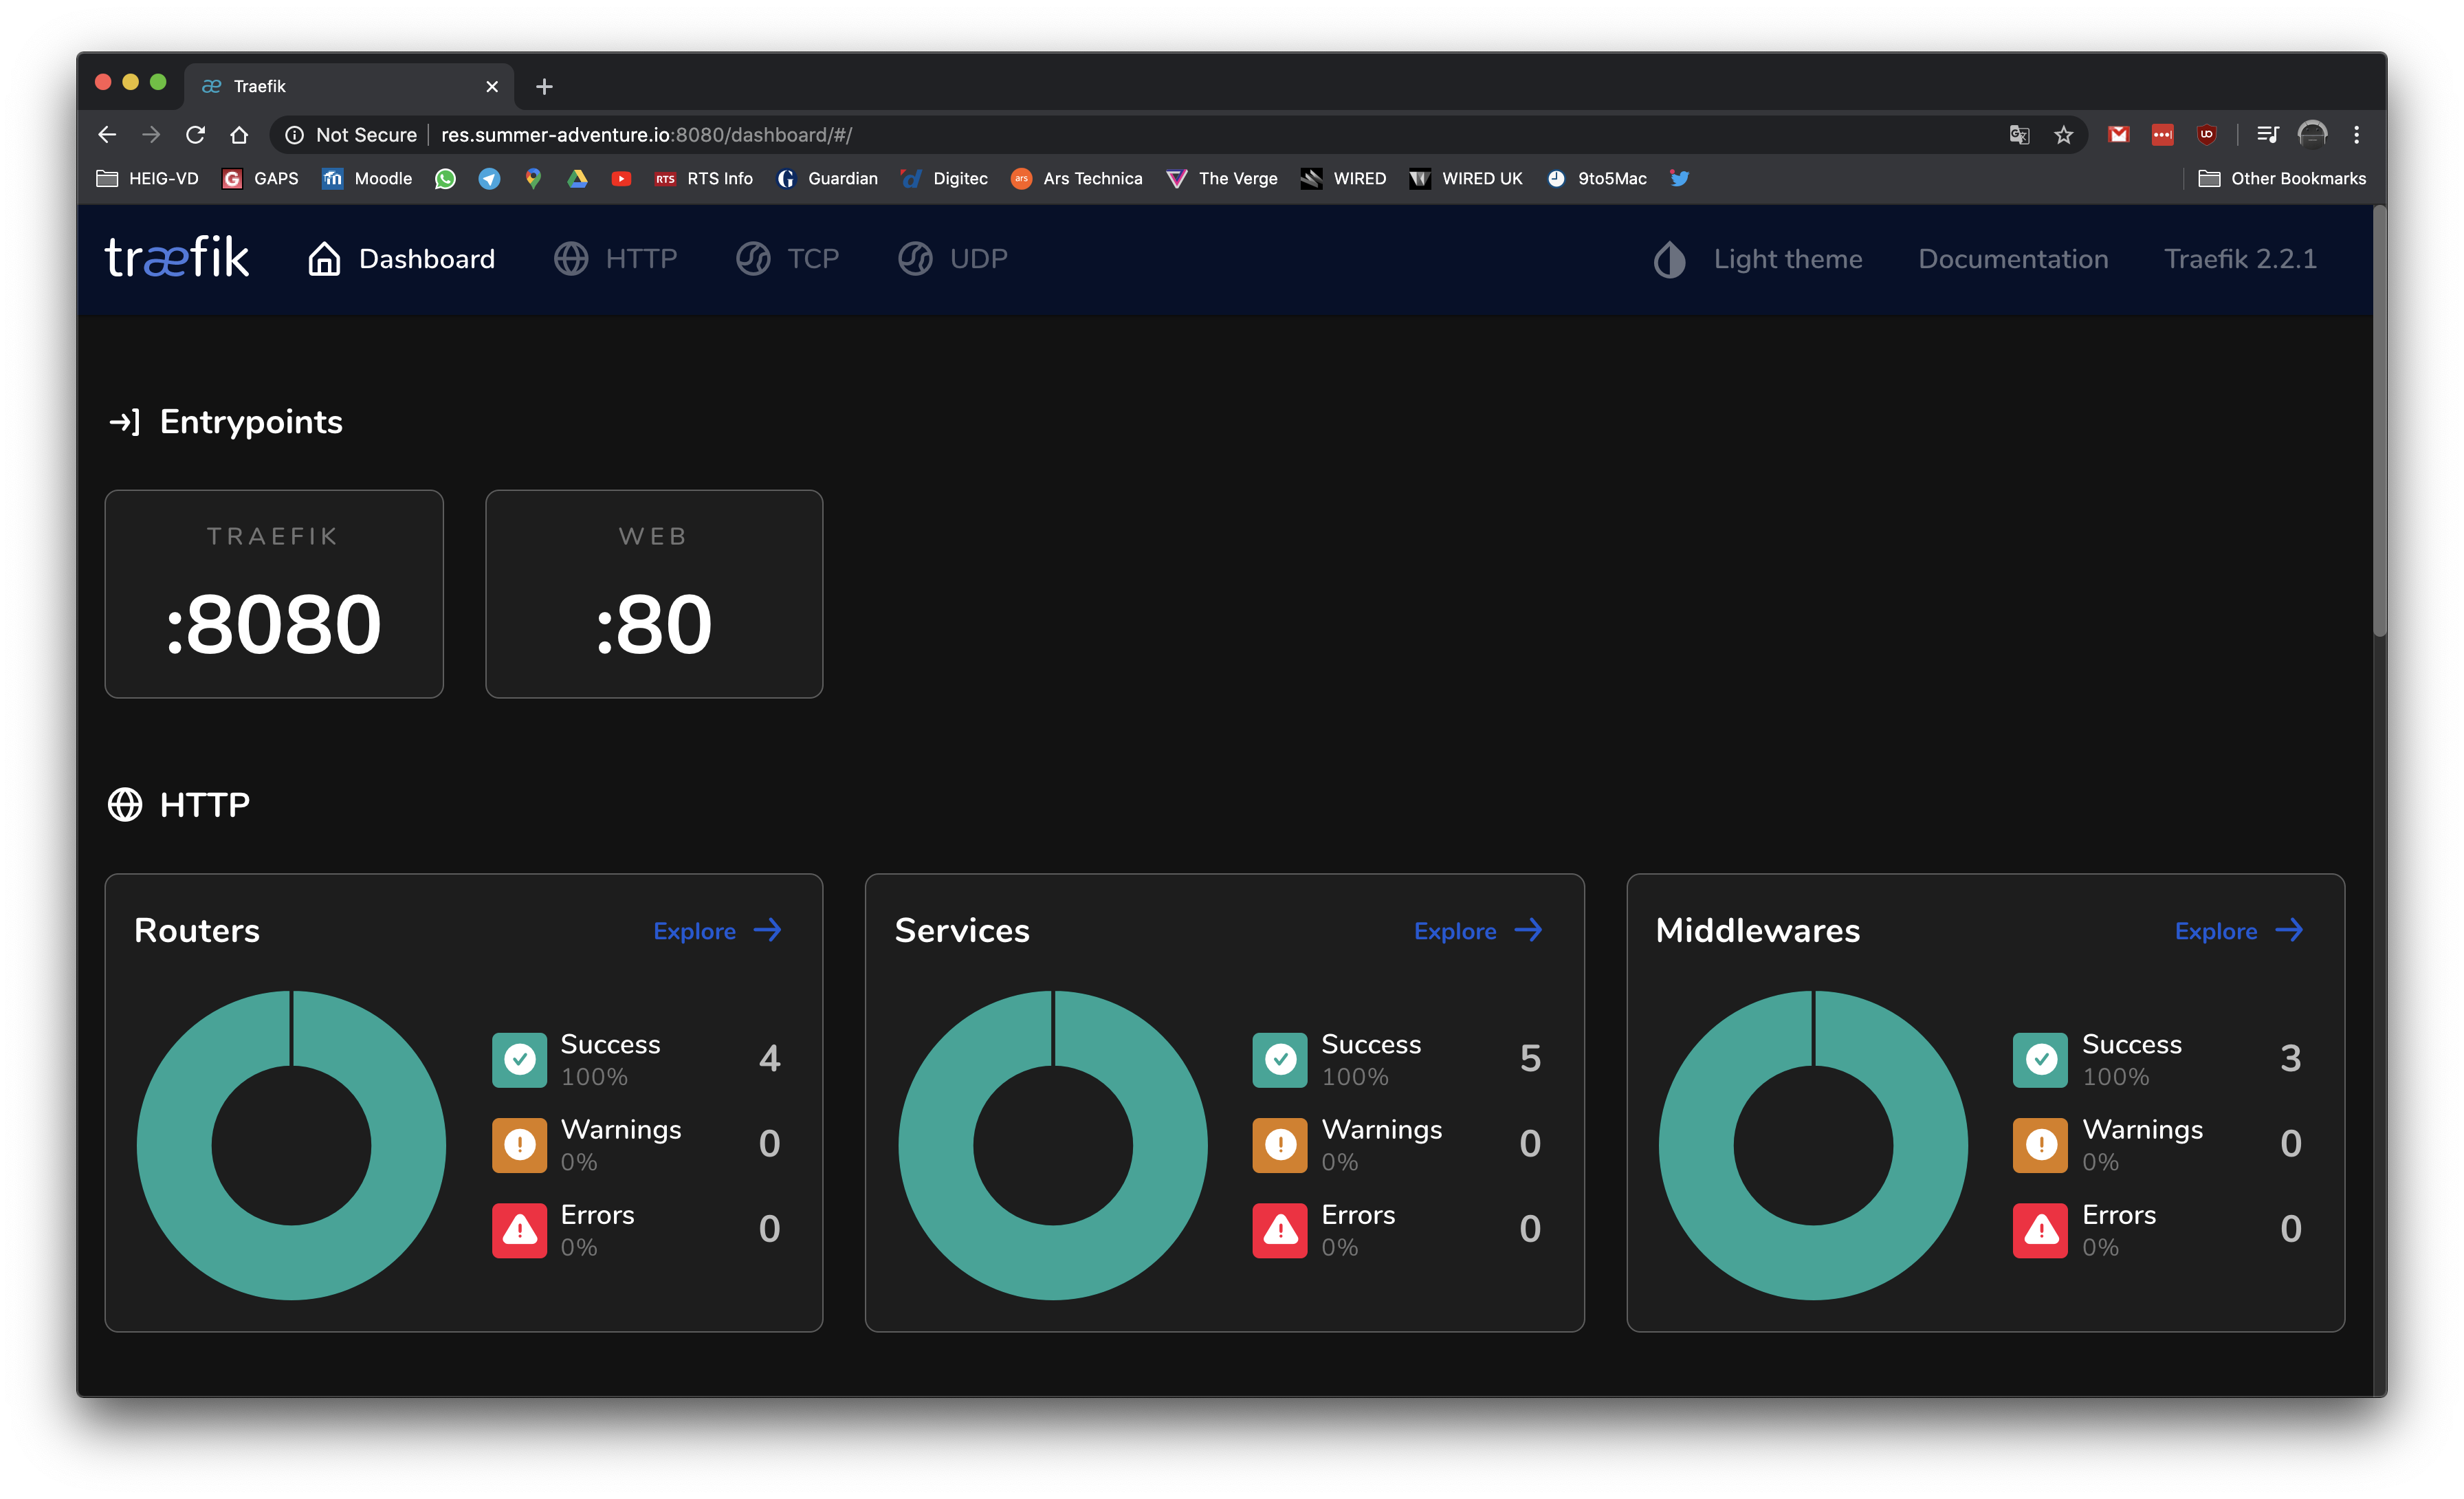 Traefik
Not Secure res.summer-adventure.io:8080/dashboard/#/
HEIG-VD GAPS Moodle RTS RTS Info Guardian Digitec ars Ars Technica The Verge WIRED WIRED UK 9to5Mac Other Bookmarks
træfik Dashboard HTTP TCP UDP Light theme Documentation Traefik 2.2.1
Entrypoints
TRAEFIK
:8080
WEB
:80
HTTP
Routers Explore
Success 4
100%
Warnings 0
0%
Errors 0
0%
Services Explore
Success 5
100%
Warnings 0
0%
Errors 0
0%
Middlewares Explore
Success 3
100%
Warnings 0
0%
Errors 0
0%